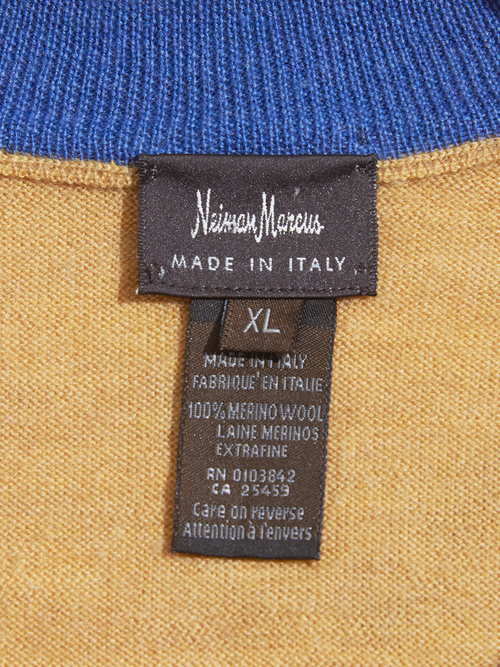 Neiman Marcus
MADE IN ITALY
XL
MADE IN ITALY
FABRIQUE' EN ITALIE
100% MERINO WOOL
LAINE MERINOS
EXTRAFINE
RN 0103842
CA 25459
Care on reverse
Attention à l'envers